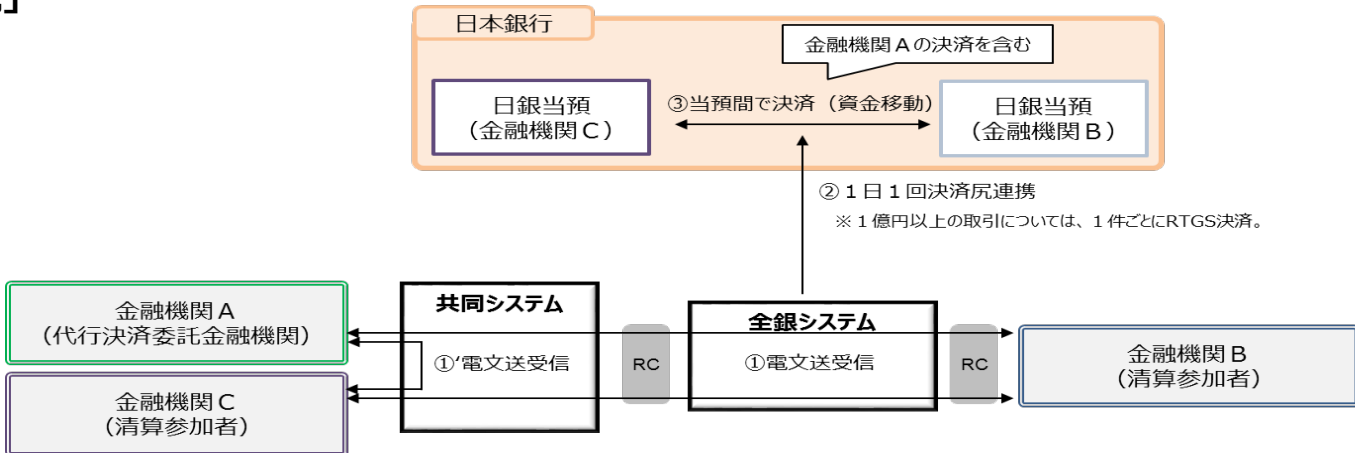 」
日本銀行
金融機関Aの決済を含む
日銀当預
(金融機関C)
③当預間で決済（資金移動）
日銀当預
(金融機関B)
②１日１回決済尻連携
※１億円以上の取引については、１件ごとにRTGS決済。
金融機関A
(代行決済委託金融機関)
共同システム
①’電文送受信
RC
全銀システム
①電文送受信
RC
金融機関B
(清算参加者)
金融機関C
(清算参加者)